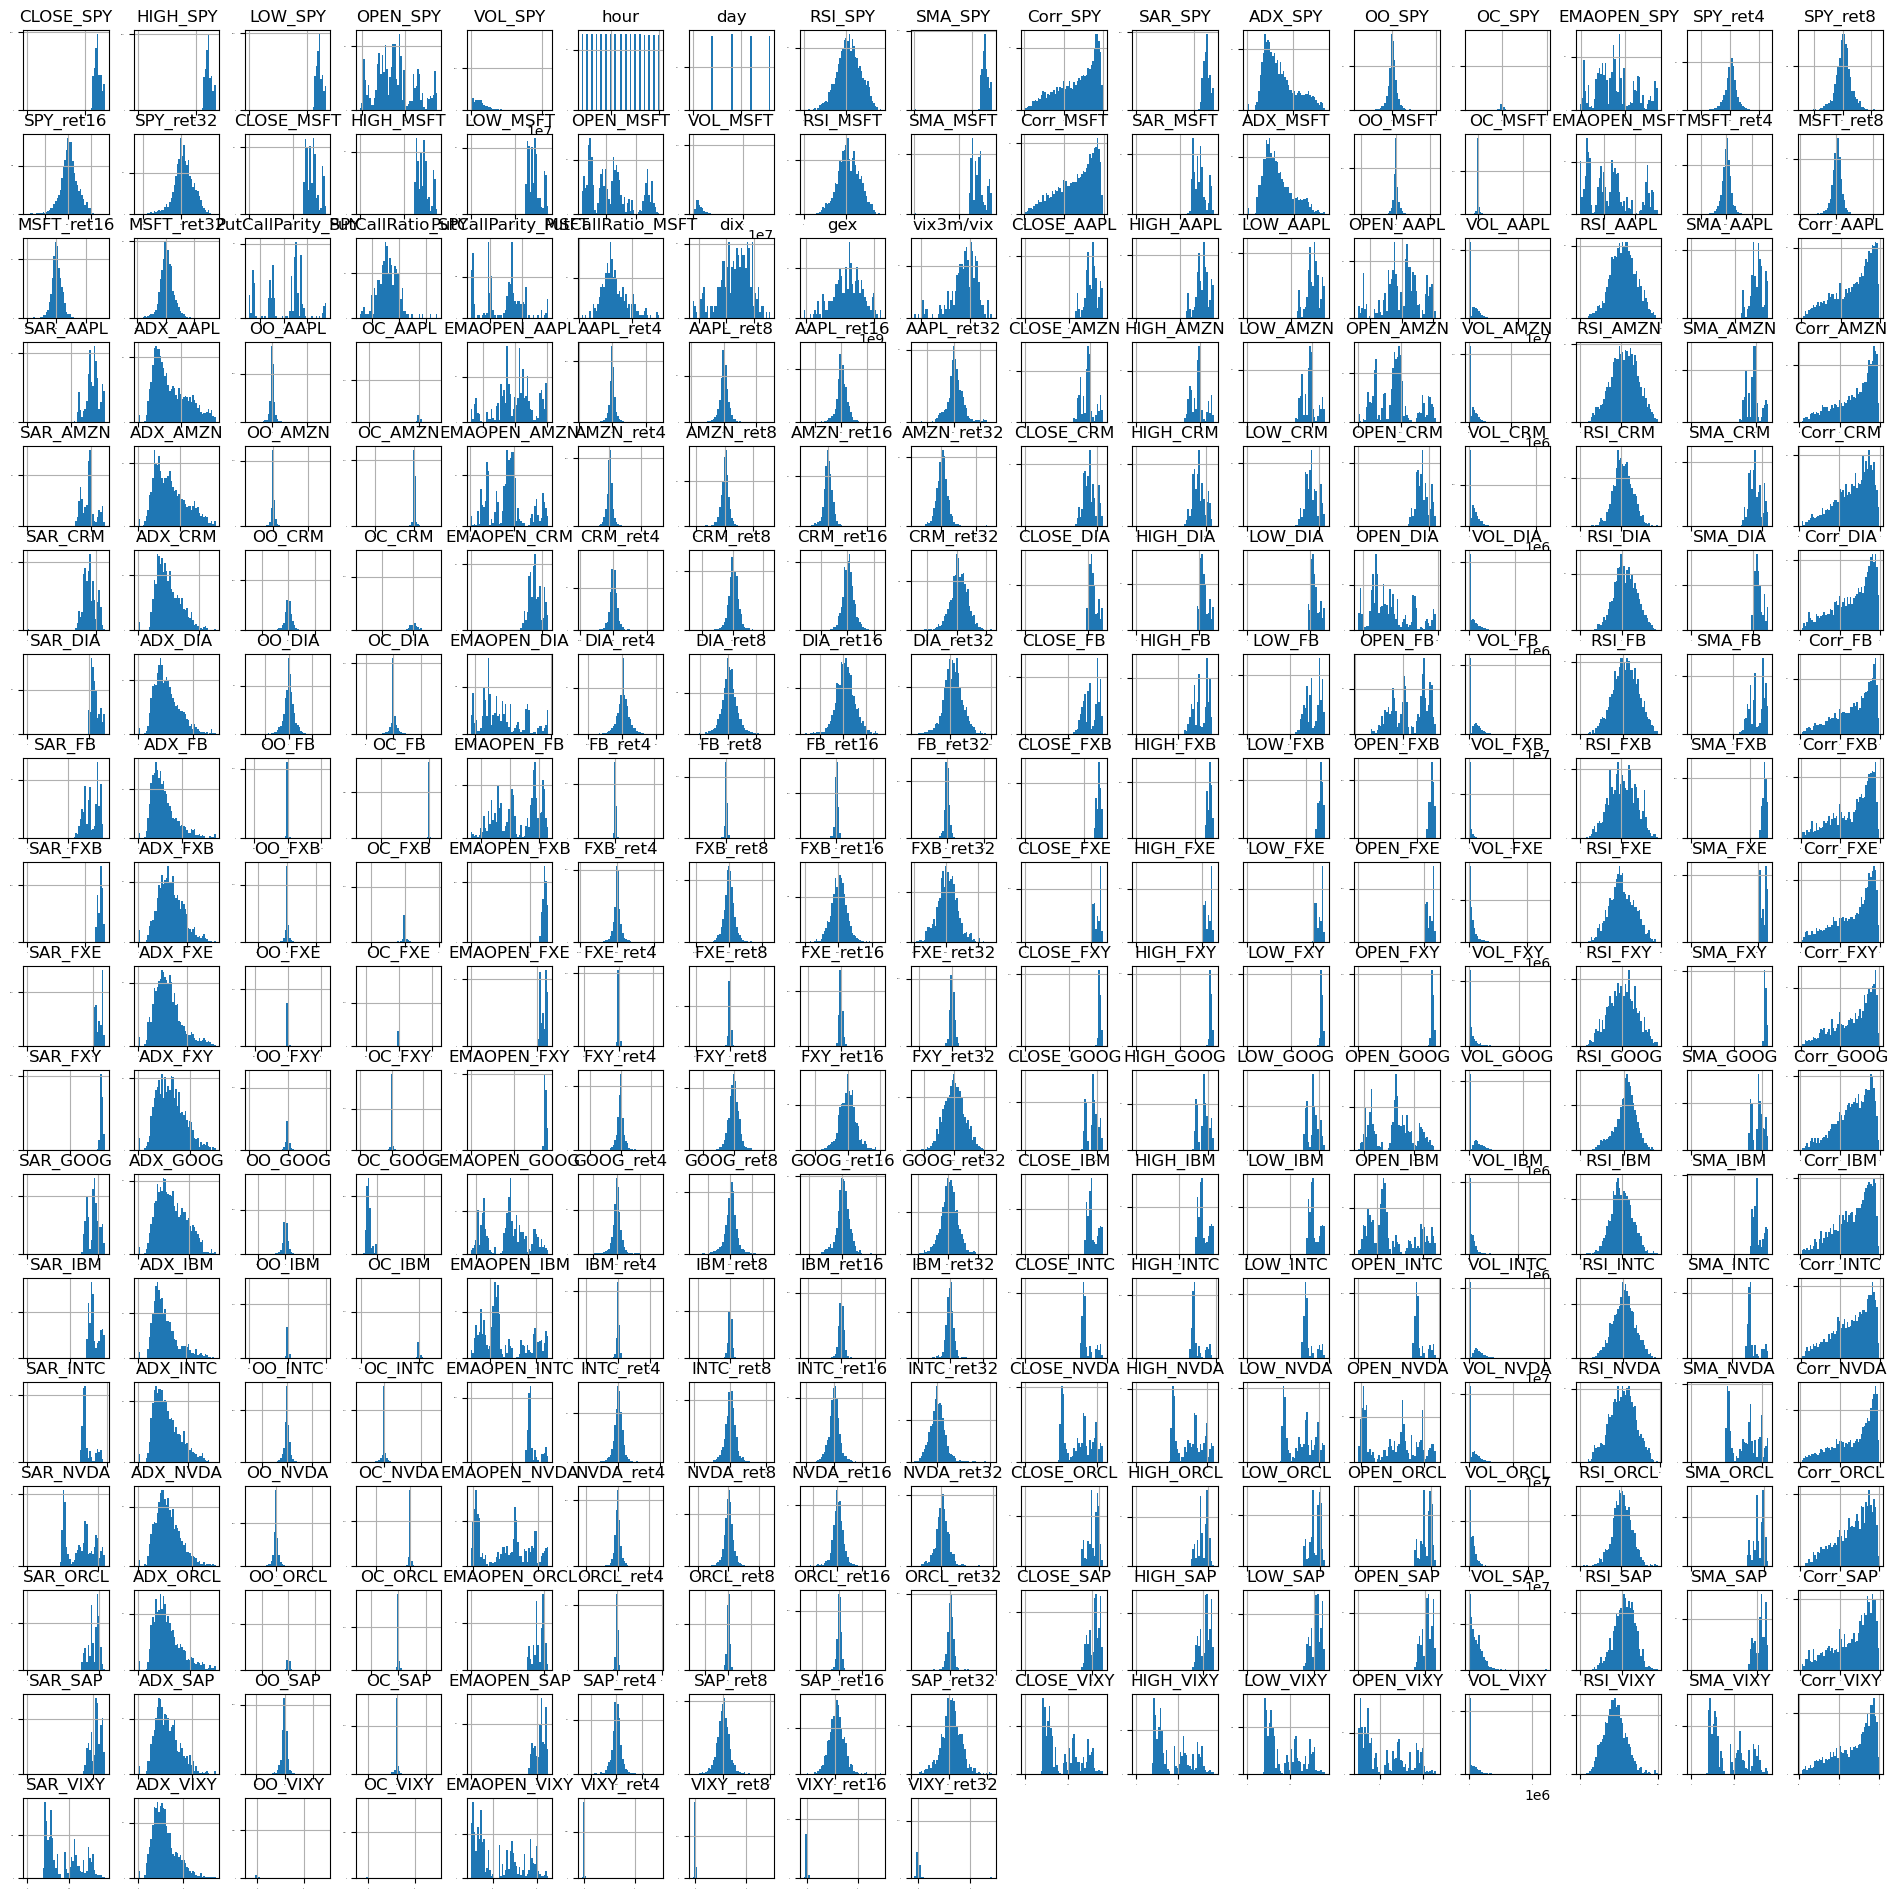 CLOSE_SPY HIGH_SPY LOW_SPY OPEN_SPY VOL_SPY hour day RSI_SPY SMA_SPY Corr_SPY SAR_SPY ADX_SPY OO_SPY OC_SPY EMAOPEN_SPY SPY_ret4 SPY_ret8
1e7
SPY_ret16 SPY_ret32 CLOSE_MSFT HIGH_MSFT LOW_MSFT OPEN_MSFT VOL_MSFT RSI_MSFT SMA_MSFT Corr_MSFT SAR_MSFT ADX_MSFT OO_MSFT OC_MSFT EMAOPEN_MSFT MSFT_ret4 MSFT_ret8
1e7
MSFT_ret16 MSFT_ret32 PutCallParity_SPY PutCallRatio_SPY PutCallParity_MSFT PutCallRatio_MSFT dix gex vix3m/vix CLOSE_AAPL HIGH_AAPL LOW_AAPL OPEN_AAPL VOL_AAPL RSI_AAPL SMA_AAPL Corr_AAPL
1e9 1e7
SAR_AAPL ADX_AAPL OO_AAPL OC_AAPL EMAOPEN_AAPL AAPL_ret4 AAPL_ret8 AAPL_ret16 AAPL_ret32 CLOSE_AMZN HIGH_AMZN LOW_AMZN OPEN_AMZN VOL_AMZN RSI_AMZN SMA_AMZN Corr_AMZN
1e6
SAR_AMZN ADX_AMZN OO_AMZN OC_AMZN EMAOPEN_AMZN AMZN_ret4 AMZN_ret8 AMZN_ret16 AMZN_ret32 CLOSE_CRM HIGH_CRM LOW_CRM OPEN_CRM VOL_CRM RSI_CRM SMA_CRM Corr_CRM
1e6
SAR_CRM ADX_CRM OO_CRM OC_CRM EMAOPEN_CRM CRM_ret4 CRM_ret8 CRM_ret16 CRM_ret32 CLOSE_DIA HIGH_DIA LOW_DIA OPEN_DIA VOL_DIA RSI_DIA SMA_DIA Corr_DIA
1e6
SAR_DIA ADX_DIA OO_DIA OC_DIA EMAOPEN_DIA DIA_ret4 DIA_ret8 DIA_ret16 DIA_ret32 CLOSE_FB HIGH_FB LOW_FB OPEN_FB VOL_FB RSI_FB SMA_FB Corr_FB
1e7
SAR_FB ADX_FB OO_FB OC_FB EMAOPEN_FB FB_ret4 FB_ret8 FB_ret16 FB_ret32 CLOSE_FXB HIGH_FXB LOW_FXB OPEN_FXB VOL_FXB RSI_FXB SMA_FXB Corr_FXB
SAR_FXB ADX_FXB OO_FXB OC_FXB EMAOPEN_FXB FXB_ret4 FXB_ret8 FXB_ret16 FXB_ret32 CLOSE_FXE HIGH_FXE LOW_FXE OPEN_FXE VOL_FXE RSI_FXE SMA_FXE Corr_FXE
1e6
SAR_FXE ADX_FXE OO_FXE OC_FXE EMAOPEN_FXE FXE_ret4 FXE_ret8 FXE_ret16 FXE_ret32 CLOSE_FXY HIGH_FXY LOW_FXY OPEN_FXY VOL_FXY RSI_FXY SMA_FXY Corr_FXY
SAR_FXY ADX_FXY OO_FXY OC_FXY EMAOPEN_FXY FXY_ret4 FXY_ret8 FXY_ret16 FXY_ret32 CLOSE_GOOG HIGH_GOOG LOW_GOOG OPEN_GOOG VOL_GOOG RSI_GOOG SMA_GOOG Corr_GOOG
1e6
SAR_GOOG ADX_GOOG OO_GOOG OC_GOOG EMAOPEN_GOOG GOOG_ret4 GOOG_ret8 GOOG_ret16 GOOG_ret32 CLOSE_IBM HIGH_IBM LOW_IBM OPEN_IBM VOL_IBM RSI_IBM SMA_IBM Corr_IBM
1e6
SAR_IBM ADX_IBM OO_IBM OC_IBM EMAOPEN_IBM IBM_ret4 IBM_ret8 IBM_ret16 IBM_ret32 CLOSE_INTC HIGH_INTC LOW_INTC OPEN_INTC VOL_INTC RSI_INTC SMA_INTC Corr_INTC
1e7
SAR_INTC ADX_INTC OO_INTC OC_INTC EMAOPEN_INTC INTC_ret4 INTC_ret8 INTC_ret16 INTC_ret32 CLOSE_NVDA HIGH_NVDA LOW_NVDA OPEN_NVDA VOL_NVDA RSI_NVDA SMA_NVDA Corr_NVDA
1e7
SAR_NVDA ADX_NVDA OO_NVDA OC_NVDA EMAOPEN_NVDA NVDA_ret4 NVDA_ret8 NVDA_ret16 NVDA_ret32 CLOSE_ORCL HIGH_ORCL LOW_ORCL OPEN_ORCL VOL_ORCL RSI_ORCL SMA_ORCL Corr_ORCL
1e7
SAR_ORCL ADX_ORCL OO_ORCL OC_ORCL EMAOPEN_ORCL ORCL_ret4 ORCL_ret8 ORCL_ret16 ORCL_ret32 CLOSE_SAP HIGH_SAP LOW_SAP OPEN_SAP VOL_SAP RSI_SAP SMA_SAP Corr_SAP
SAR_SAP ADX_SAP OO_SAP OC_SAP EMAOPEN_SAP SAP_ret4 SAP_ret8 SAP_ret16 SAP_ret32 CLOSE_VIXY HIGH_VIXY LOW_VIXY OPEN_VIXY VOL_VIXY RSI_VIXY SMA_VIXY Corr_VIXY
1e6
SAR_VIXY ADX_VIXY OO_VIXY OC_VIXY EMAOPEN_VIXY VIXY_ret4 VIXY_ret8 VIXY_ret16 VIXY_ret32